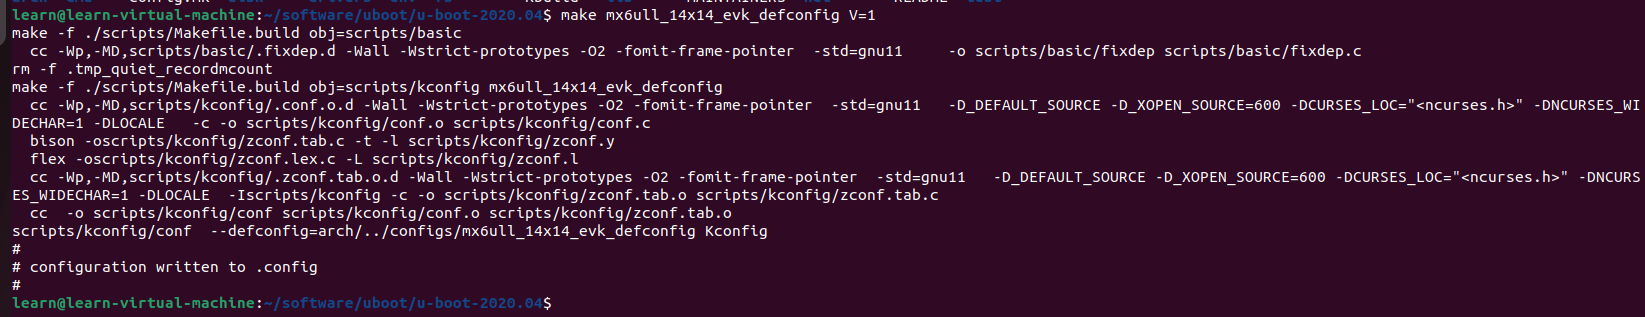 learn@learn-virtual-machine:~/software/uboot/u-boot-2020.04$ make mx6ull_14x14_evk_defconfig V=1
make -f ./scripts/Makefile.build obj=scripts/basic
  cc -Wp,-MD,scripts/basic/.fixdep.d -Wall -Wstrict-prototypes -O2 -fomit-frame-pointer  -std=gnu11     -o scripts/basic/fixdep scripts/basic/fixdep.c
rm -f .tmp_quiet_recordmcount
make -f ./scripts/Makefile.build obj=scripts/kconfig mx6ull_14x14_evk_defconfig
  cc -Wp,-MD,scripts/kconfig/.conf.o.d -Wall -Wstrict-prototypes -O2 -fomit-frame-pointer  -std=gnu11   -D_DEFAULT_SOURCE -D_XOPEN_SOURCE=600 -DCURSES_LOC="<ncurses.h>" -DNCURSES_WI
DECHAR=1 -DLOCALE   -c -o scripts/kconfig/conf.o scripts/kconfig/conf.c
  bison -oscripts/kconfig/zconf.tab.c -t -l scripts/kconfig/zconf.y
  flex -oscripts/kconfig/zconf.lex.c -L scripts/kconfig/zconf.l
  cc -Wp,-MD,scripts/kconfig/.zconf.tab.o.d -Wall -Wstrict-prototypes -O2 -fomit-frame-pointer  -std=gnu11   -D_DEFAULT_SOURCE -D_XOPEN_SOURCE=600 -DCURSES_LOC="<ncurses.h>" -DNCURS
ES_WIDECHAR=1 -DLOCALE  -Iscripts/kconfig -c -o scripts/kconfig/zconf.tab.o scripts/kconfig/zconf.tab.c
  cc  -o scripts/kconfig/conf scripts/kconfig/conf.o scripts/kconfig/zconf.tab.o
scripts/kconfig/conf  --defconfig=arch/../configs/mx6ull_14x14_evk_defconfig Kconfig
#
# configuration written to .config
#
learn@learn-virtual-machine:~/software/uboot/u-boot-2020.04$